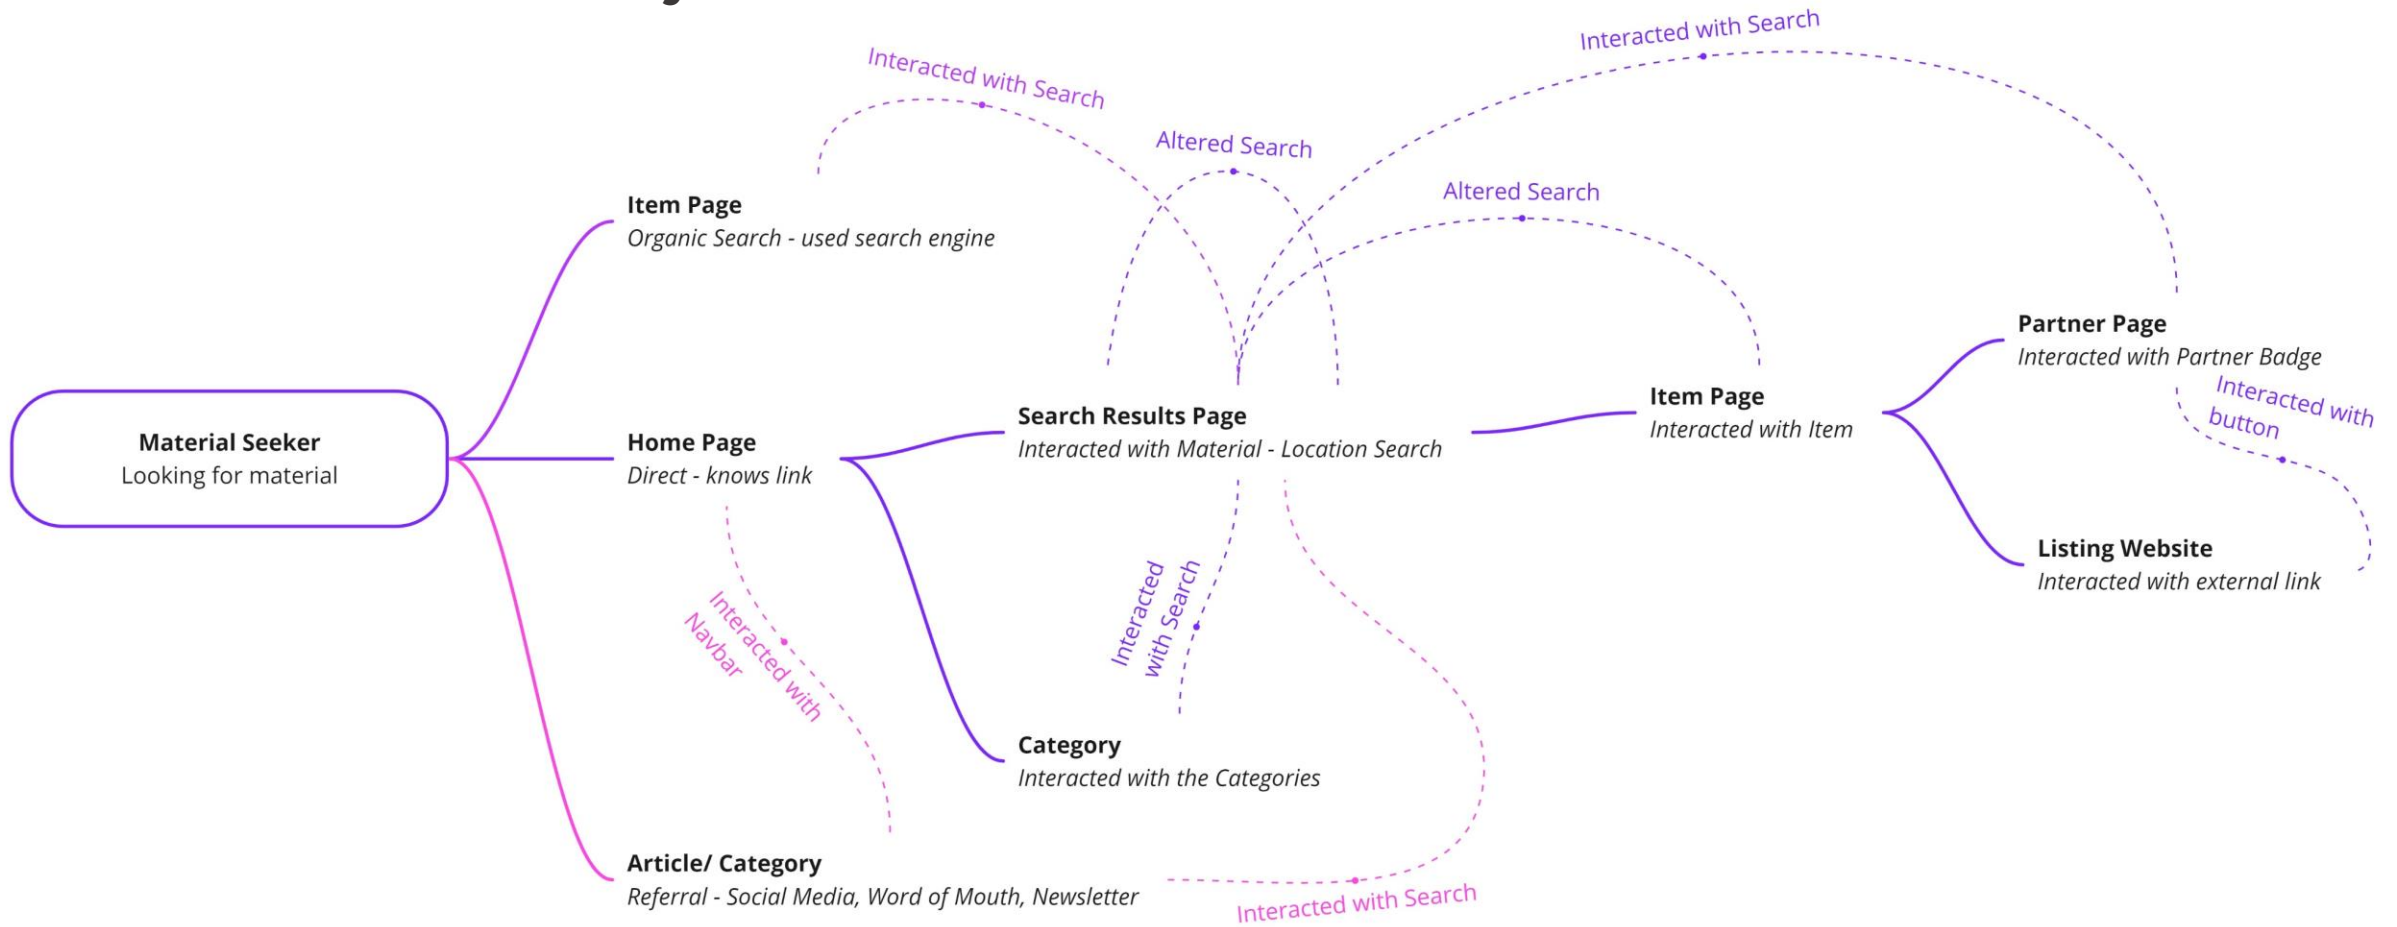 Interacted with Search
Interacted with Search
Altered Search
Altered Search
Item Page
Organic Search - used search engine
Partner Page
Interacted with Partner Badge
Interacted with
button
Item Page
Interacted with Item
Search Results Page
Interacted with Material - Location Search
Material Seeker
Looking for material
Home Page
Direct - knows link
Listing Website
Interacted with external link
Interacted
with Search
Interacted with
Navbar
Category
Interacted with the Categories
Article/ Category
Referral - Social Media, Word of Mouth, Newsletter
Interacted with Search